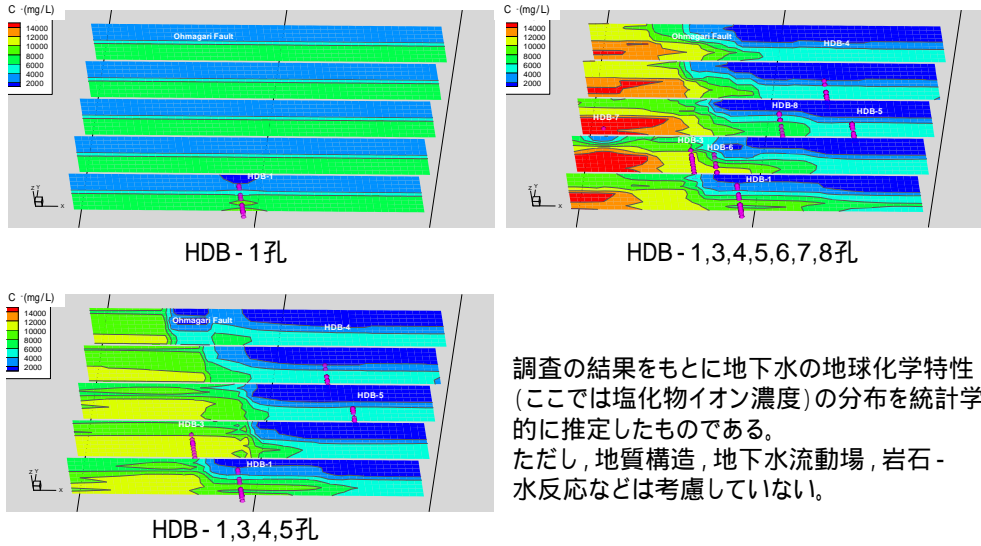 C -(mg/L)
14000
12000
10000
8000
6000
4000
2000
Ohmagari Fault
HDB-1
Z Y
X
HDB - 1孔
C -(mg/L)
14000
12000
10000
8000
6000
4000
2000
Ohmagari Fault
HDB-4
HDB-8
HDB-5
HDB-7
HDB-3
HDB-6
HDB-1
Z Y
X
HDB - 1,3,4,5,6,7,8孔
C -(mg/L)
14000
12000
10000
8000
6000
4000
2000
Ohmagari Fault
HDB-4
HDB-5
HDB-3
HDB-1
Z Y
X
HDB - 1,3,4,5孔
調査の結果をもとに地下水の地球化学特性
(ここでは塩化物イオン濃度)の分布を統計学
的に推定したものである。
ただし,地質構造,地下水流動場,岩石-
水反応などは考慮していない。